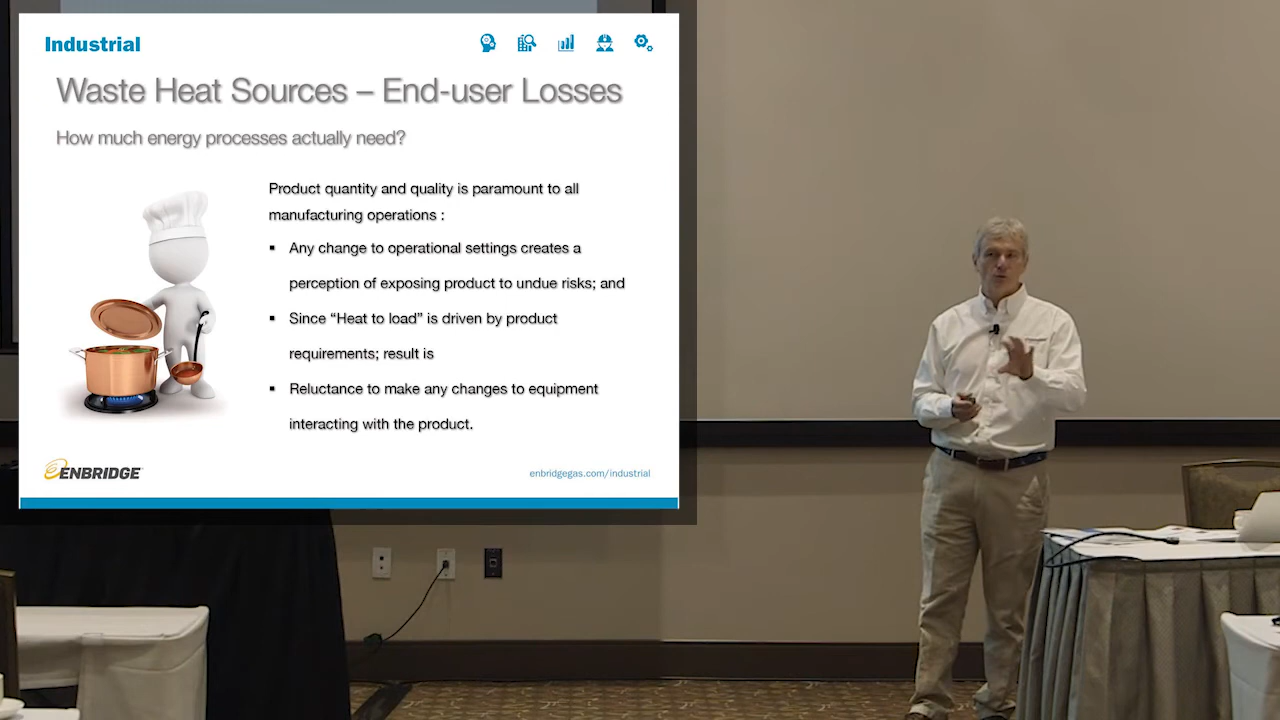 Industrial
Waste Heat Sources – End-user Losses
How much energy processes actually need?
Product quantity and quality is paramount to all
manufacturing operations :
▪ Any change to operational settings creates a
perception of exposing product to undue risks; and
▪ Since “Heat to load” is driven by product
requirements; result is
▪ Reluctance to make any changes to equipment
interacting with the product.
ENBRIDGE
enbridgegas.com/industrial